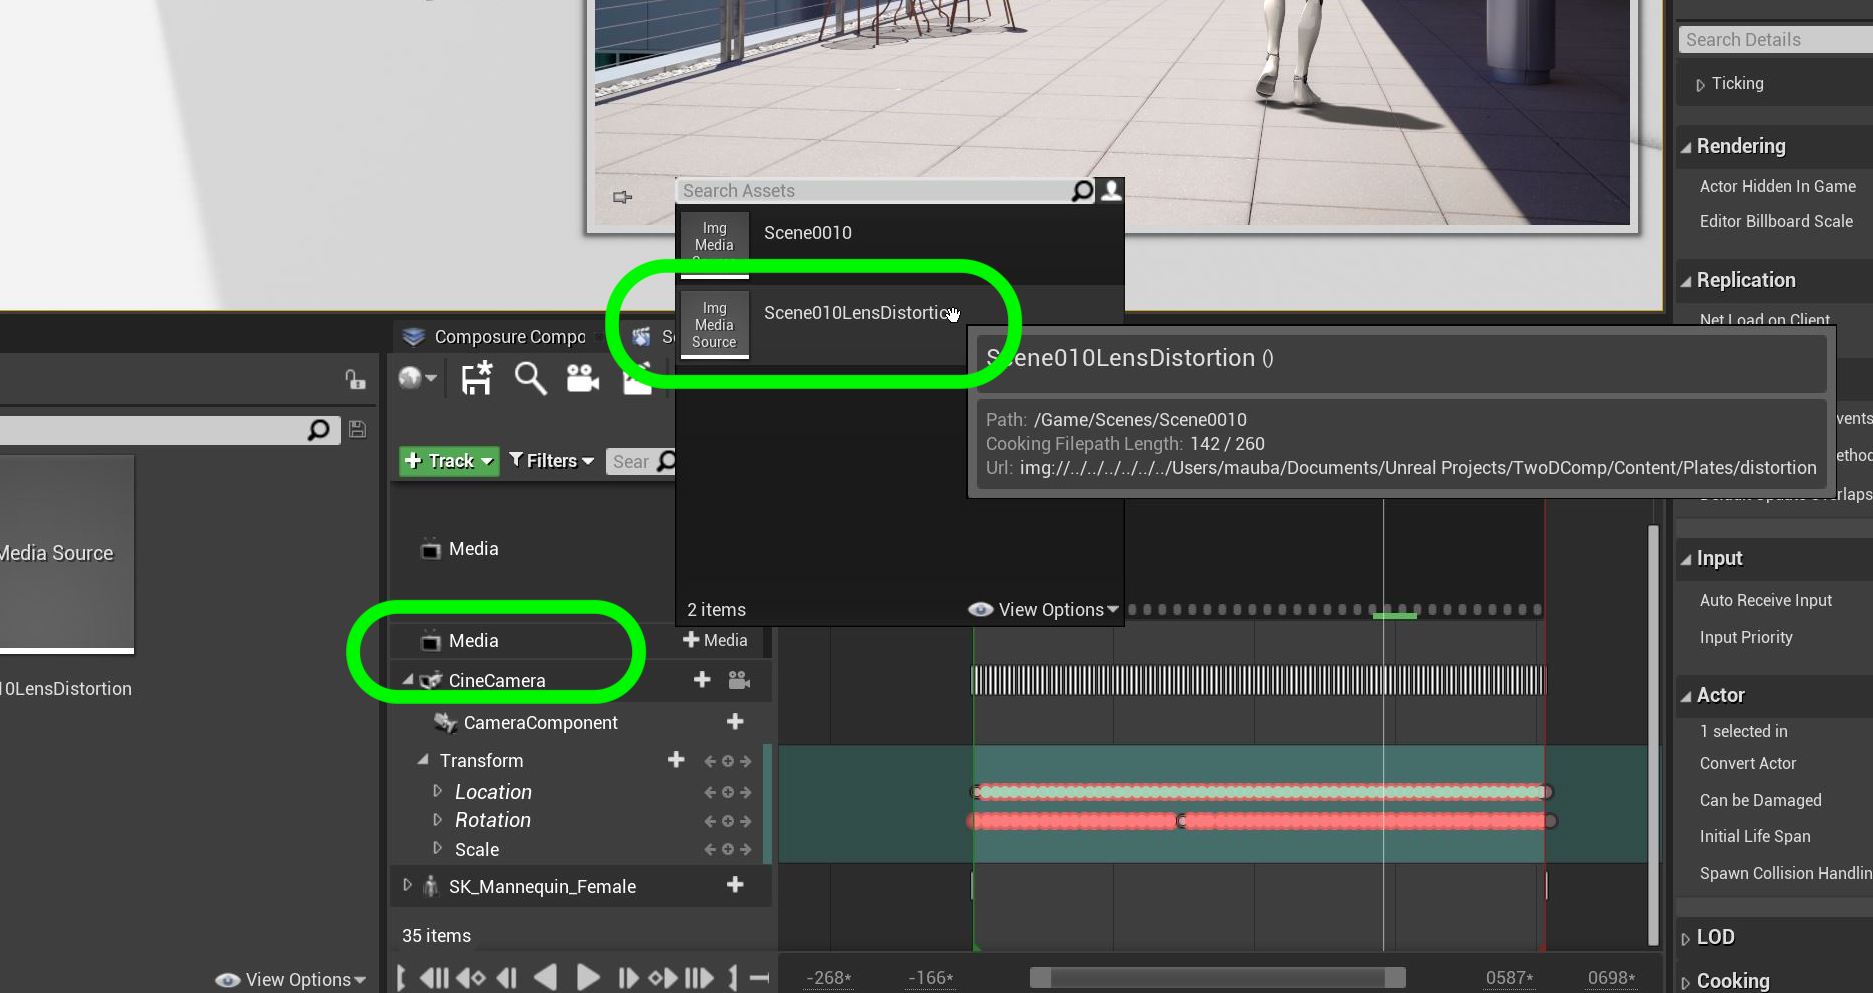 Search Details
Ticking
Rendering
Actor Hidden In Game
Editor Billboard Scale
Replication
Net Load on Client
Search Assets
Img
Media
Scene0010
Img
Media
Source
Scene010LensDistortion
Scene010LensDistortion ()
Path: /Game/Scenes/Scene0010
Cooking Filepath Length: 142 / 260
Url: img://../../../../../../Users/mauba/Documents/Unreal Projects/TwoDComp/Content/Plates/distortion
2 items
View Options
Composure Compo
Track
Filters
Sear
Media
Media
Media
CineCamera
CameraComponent
Transform
Location
Rotation
Scale
SK_Mannequin_Female
35 items
-268*
-166*
0587*
0698*
Media Source
10LensDistortion
View Options
Input
Auto Receive Input
Input Priority
Actor
1 selected in
Convert Actor
Can be Damaged
Initial Life Span
Spawn Collision Handlin
LOD
Cooking